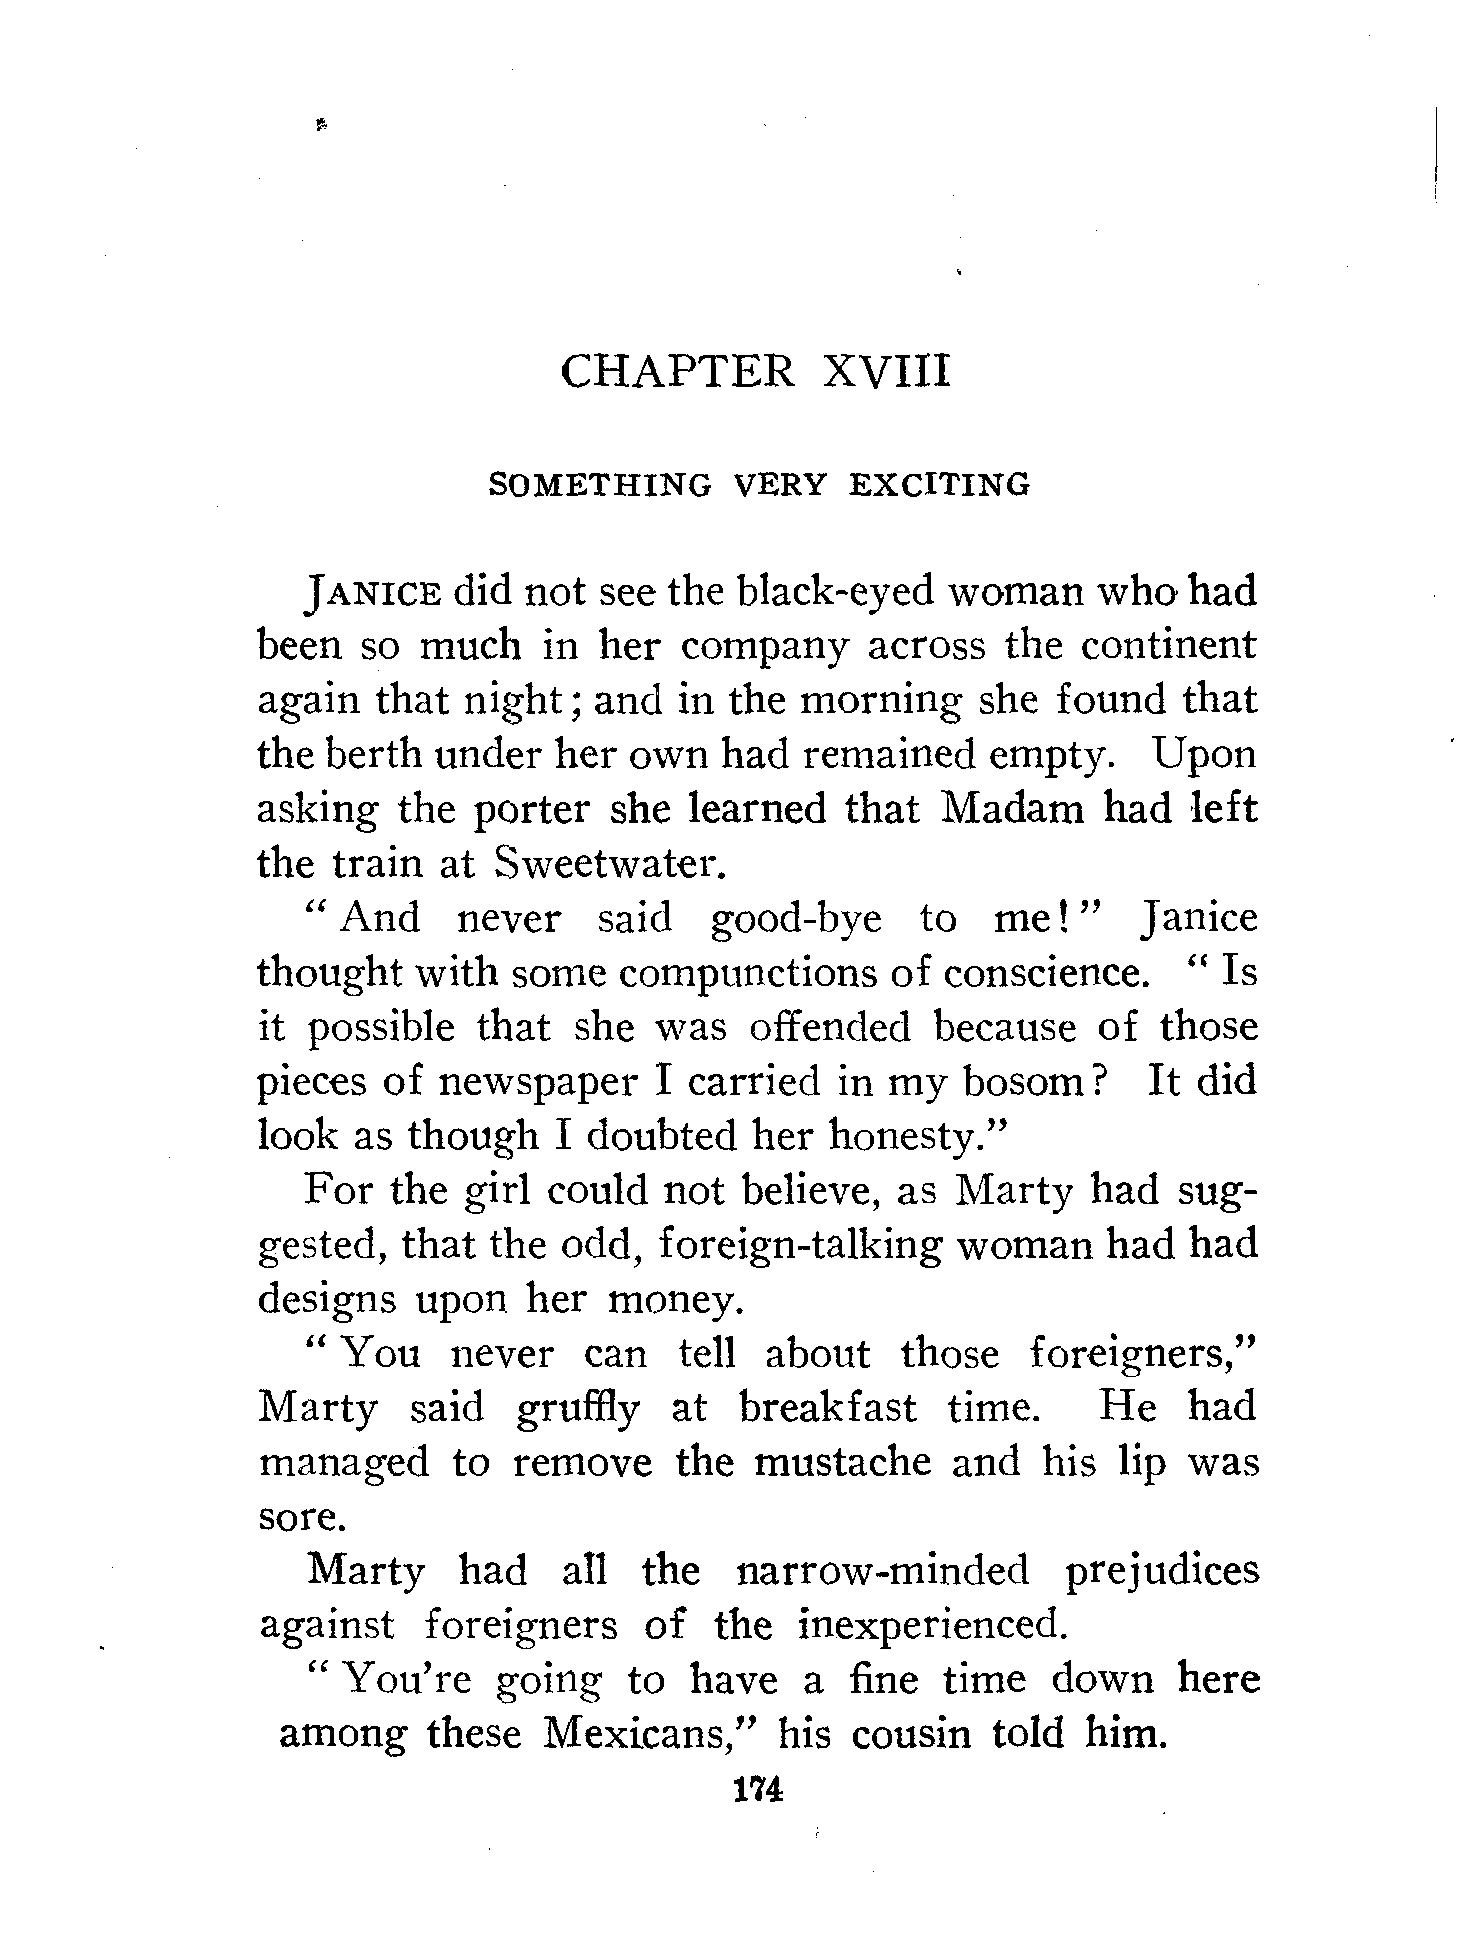 CHAPTER XVIII
SOMETHING VERY EXCITING
JANICE did not see the black-eyed woman who had
been so much in her company across the continent
again that night; and in the morning she found that
the berth under her own had remained empty. Upon
asking the porter she learned that Madam had left
the train at Sweetwater.
“ And never said good-bye to me! ” Janice
thought with some compunctions of conscience. “ Is
it possible that she was offended because of those
pieces of newspaper I carried in my bosom? It did
look as though I doubted her honesty.”
For the girl could not believe, as Marty had sug-
gested, that the odd, foreign-talking woman had had
designs upon her money.
“ You never can tell about those foreigners,”
Marty said gruffly at breakfast time. He had
managed to remove the mustache and his lip was
sore.
Marty had all the narrow-minded prejudices
against foreigners of the inexperienced.
“ You're going to have a fine time down here
among these Mexicans,” his cousin told him.
174